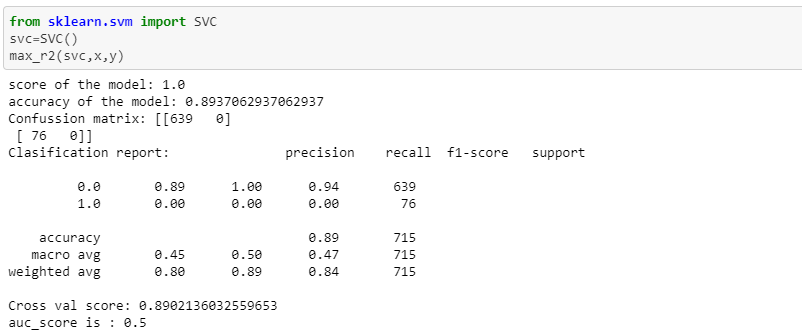 from sklearn.svm import SVC
svc=SVC()
max_r2(svc,x,y)
score of the model: 1.0
accuracy of the model: 0.8937062937062937
Confussion matrix: [[639   0]
 [ 76   0]]
Clasification report:               precision    recall  f1-score   support
         0.0       0.89      1.00      0.94       639
         1.0       0.00      0.00      0.00        76
    accuracy                           0.89       715
   macro avg       0.45      0.50      0.47       715
weighted avg       0.80      0.89      0.84       715
Cross val score: 0.8902136032559653
auc_score is : 0.5